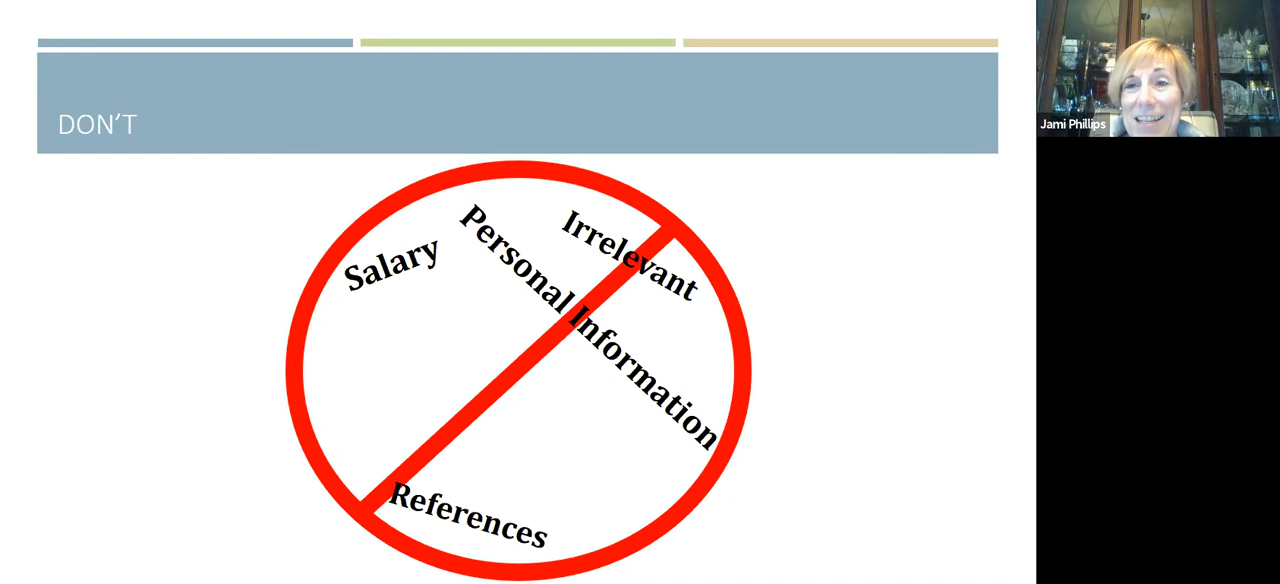 DON’T
Irrelevant
Personal Information
Salary
References
Jami Phillips